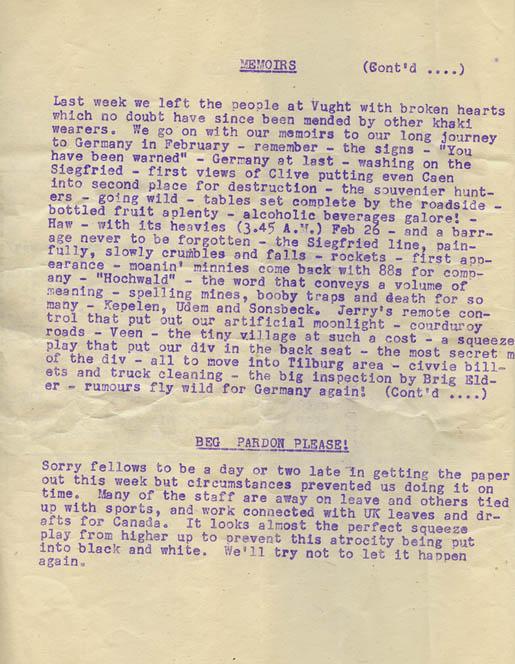 MEMOIRS (Cont'd ....)
Last week we left the people at Vught with broken hearts
which no doubt have since been mended by other khaki
wearers. We go on with our memoirs to our long journey
to Germany in February - remember - the signs - "You
have been warned" - Germany at last - washing on the
Siegfried - first views of Clive putting even Caen
into second place for destruction - the souvenier hunt-
ers - going wild - tables set complete by the roadside -
bottled fruit aplenty - alcoholic beverages galore! -
Haw - with its heavies (3.45 A.M.) Feb 26 - and a barr-
age never to be forgotten - the Siegfried line, pain-
fully, slowly crumbles and falls - rockets - first app-
earance - moanin' minnies come back with 88s for comp-
any - "Hochwald" - the word that conveys a volume of
meaning - spelling mines, booby traps and death for so
many - Kepelen, Udem and Sonsbeck. Jerry's remote con-
trol that put out our artificial moonlight - courduroy
roads - Veen - the tiny village at such a cost - a squeeze
play that put our div in the back seat - the most secret m
of the div - all to move into Tilburg area - civvie bill-
ets and truck cleaning - the big inspection by Brig Eld-
er - rumours fly wild for Germany again! (Cont'd ....)
BEG PARDON PLEASE!
Sorry fellows to be a day or two late in getting the paper
out this week but circumstances prevented us doing it on
time. Many of the staff are away on leave and others tied
up with sports, and work connected with UK leaves and dr-
afts for Canada. It looks almost the perfect squeeze
play from higher up to prevent this atrocity being put
into black and white. We'll try not to let it happen
again.